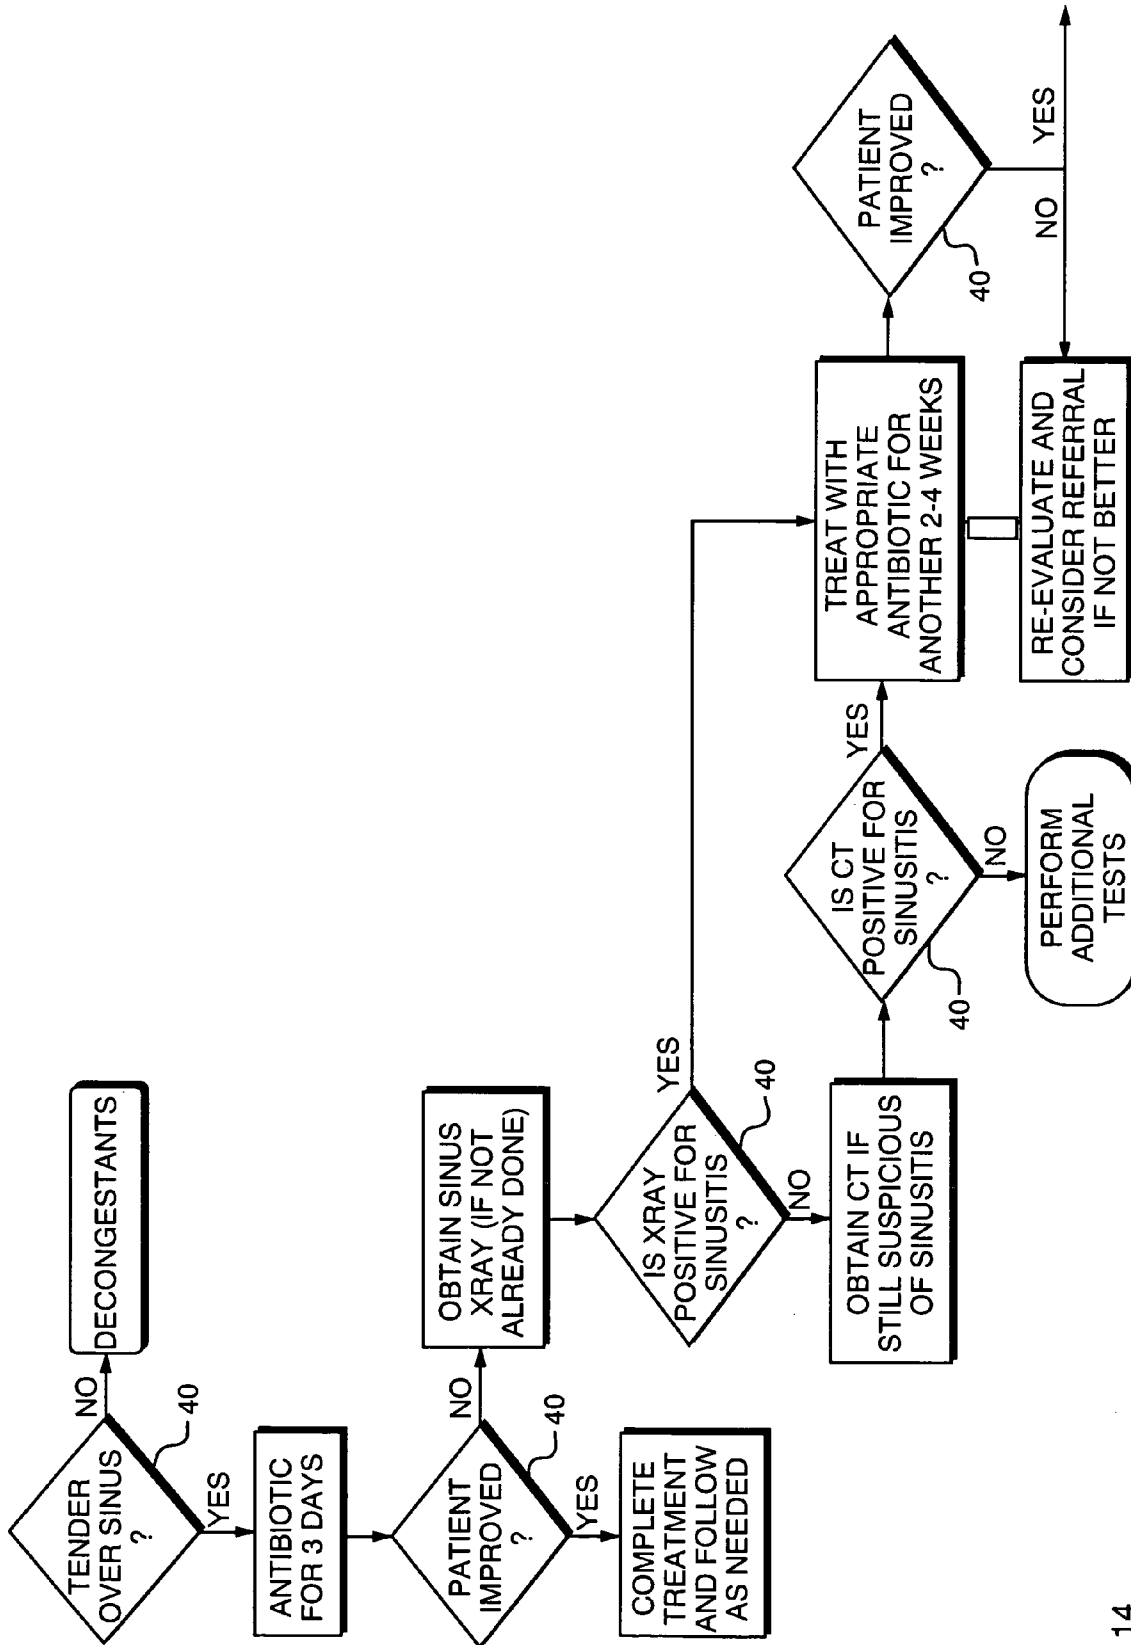 TENDER
OVER SINUS
?
40
NO
DECONGESTANTS
YES
ANTIBIOTIC
FOR 3 DAYS
PATIENT
IMPROVED
?
40
NO
OBTAIN SINUS
XRAY (IF NOT
ALREADY DONE)
YES
COMPLETE
TREATMENT
AND FOLLOW
AS NEEDED
IS XRAY
POSITIVE FOR
SINUSITIS
?
40
YES
NO
OBTAIN CT IF
STILL SUSPICIOUS
OF SINUSITIS
IS CT
POSITIVE FOR
SINUSITIS
?
40
YES
NO
PERFORM
ADDITIONAL
TESTS
TREAT WITH
APPROPRIATE
ANTIBIOTIC FOR
ANOTHER 2-4 WEEKS
PATIENT
IMPROVED
?
40
NO
YES
RE-EVALUATE AND
CONSIDER REFERRAL
IF NOT BETTER
14